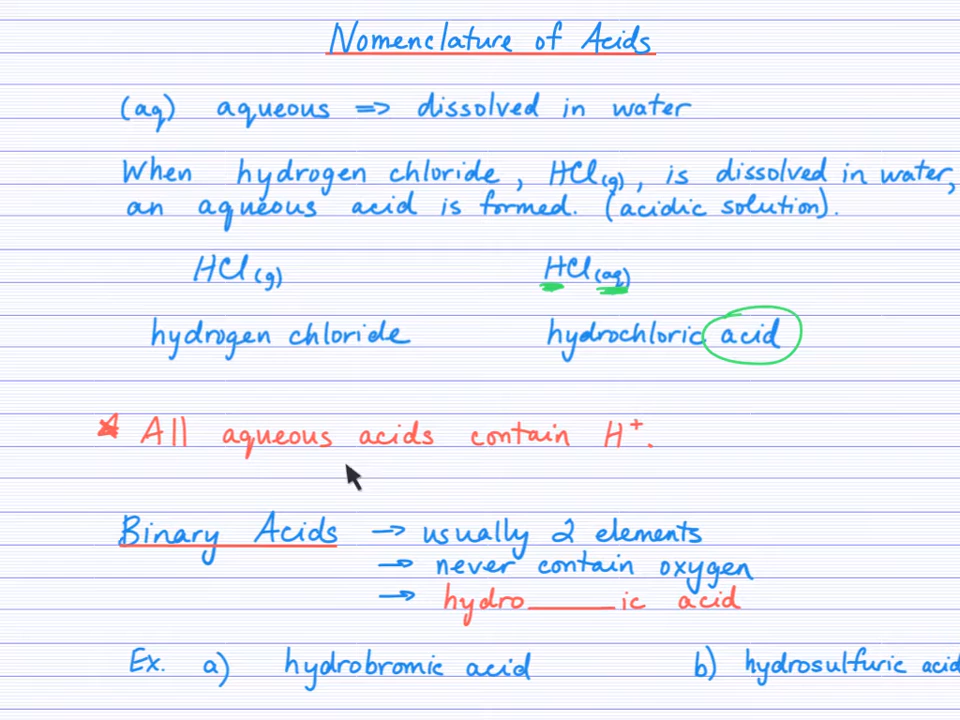 Nomenclature of Acids
(aq) aqueous => dissolved in water
When hydrogen chloride, HCl(g), is dissolved in water,
an aqueous acid is formed. (acidic solution).
HCl(g) HCl(aq)
hydrogen chloride hydrochloric acid
* All aqueous acids contain H⁺.
Binary Acids → usually 2 elements
→ never contain oxygen
→ hydro______ic acid
Ex. a) hydrobromic acid b) hydrosulfuric acid